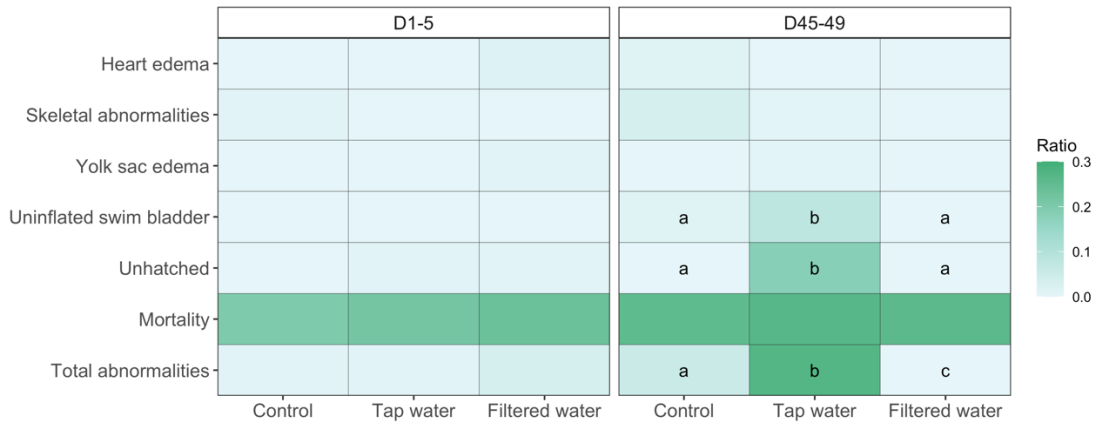 D1-5 D45-49
Heart edema
Skeletal abnormalities
Yolk sac edema
Uninflated swim bladder a b a
Unhatched a b a
Mortality
Total abnormalities a b c
Control Tap water Filtered water Control Tap water Filtered water
Ratio
0.3
0.2
0.1
0.0